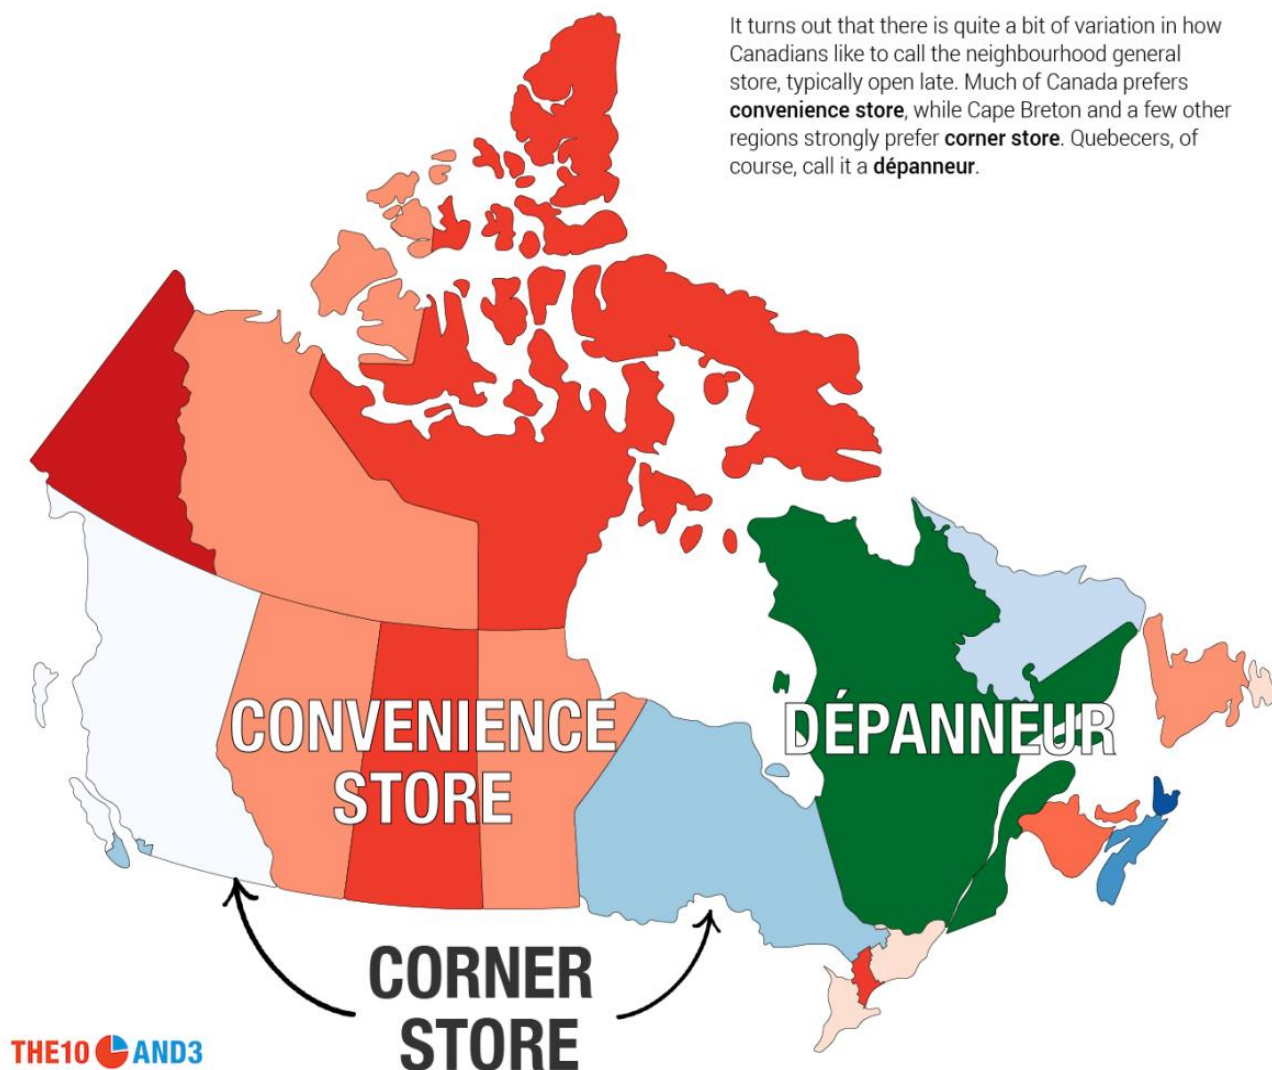 It turns out that there is quite a bit of variation in how
Canadians like to call the neighbourhood general
store, typically open late. Much of Canada prefers
convenience store, while Cape Breton and a few other
regions strongly prefer corner store. Quebecers, of
course, call it a dépanneur.
CONVENIENCE
STORE
DÉPANNEUR
CORNER
STORE
THE10 AND3